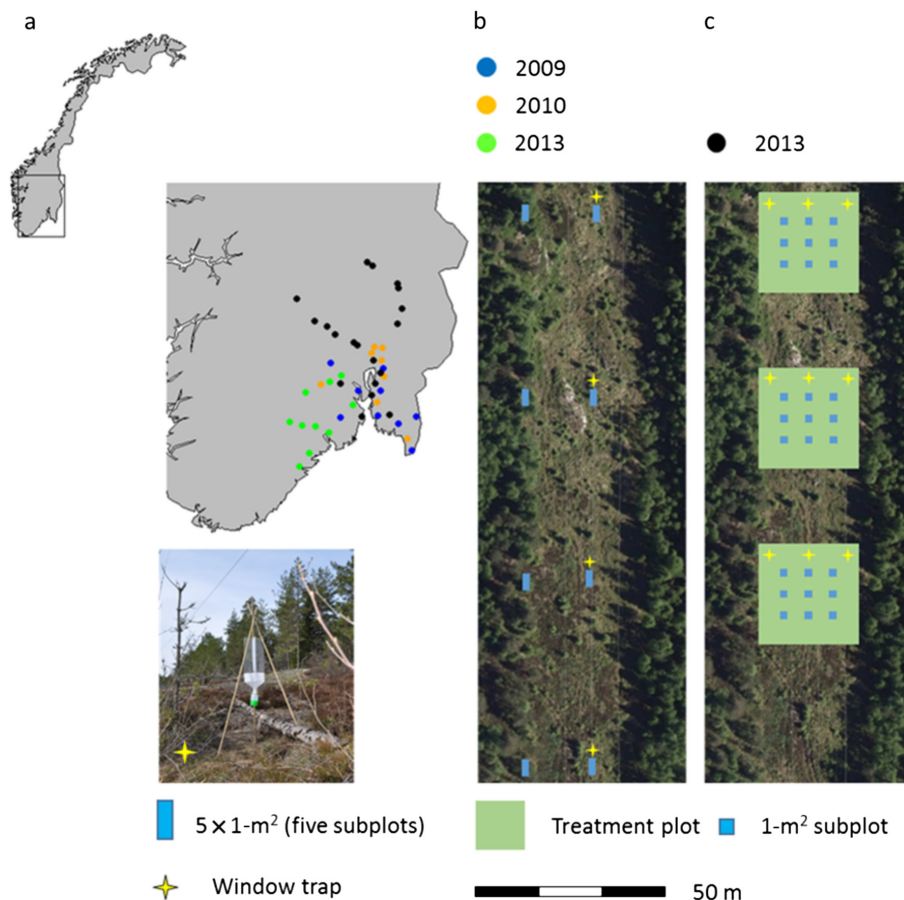 a
b
c
2009
2010
2013
2013
5 × 1-m² (five subplots)
Treatment plot
1-m² subplot
Window trap
50 m